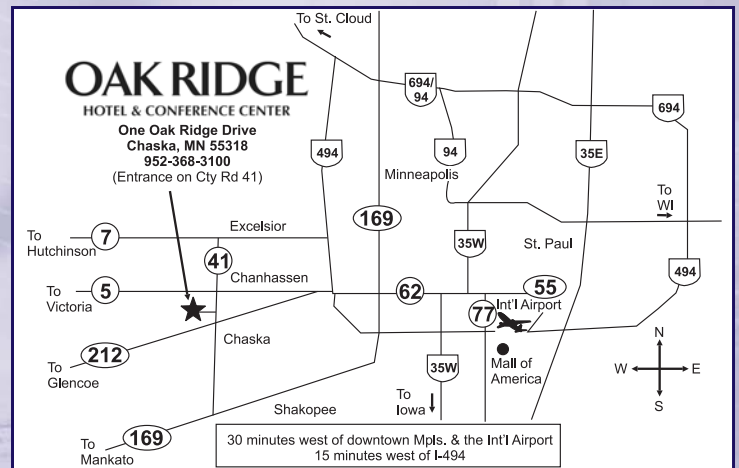 To St. Cloud
OAK RIDGE
HOTEL & CONFERENCE CENTER
One Oak Ridge Drive
Chaska, MN 55318
952-368-3100
(Entrance on Cty Rd 41)
694/
94
694
494
94
35E
Minneapolis
169
To
WI
To
Hutchinson
7
Excelsior
35W
St. Paul
41
Chanhassen
494
To
Victoria
5
62
55
77
Int'l Airport
Chaska
212
To
Glencoe
35W
Mall of
America
N
W
E
S
To
Iowa
Shakopee
To
Mankato
169
30 minutes west of downtown Mpls. & the Int'l Airport
15 minutes west of I-494